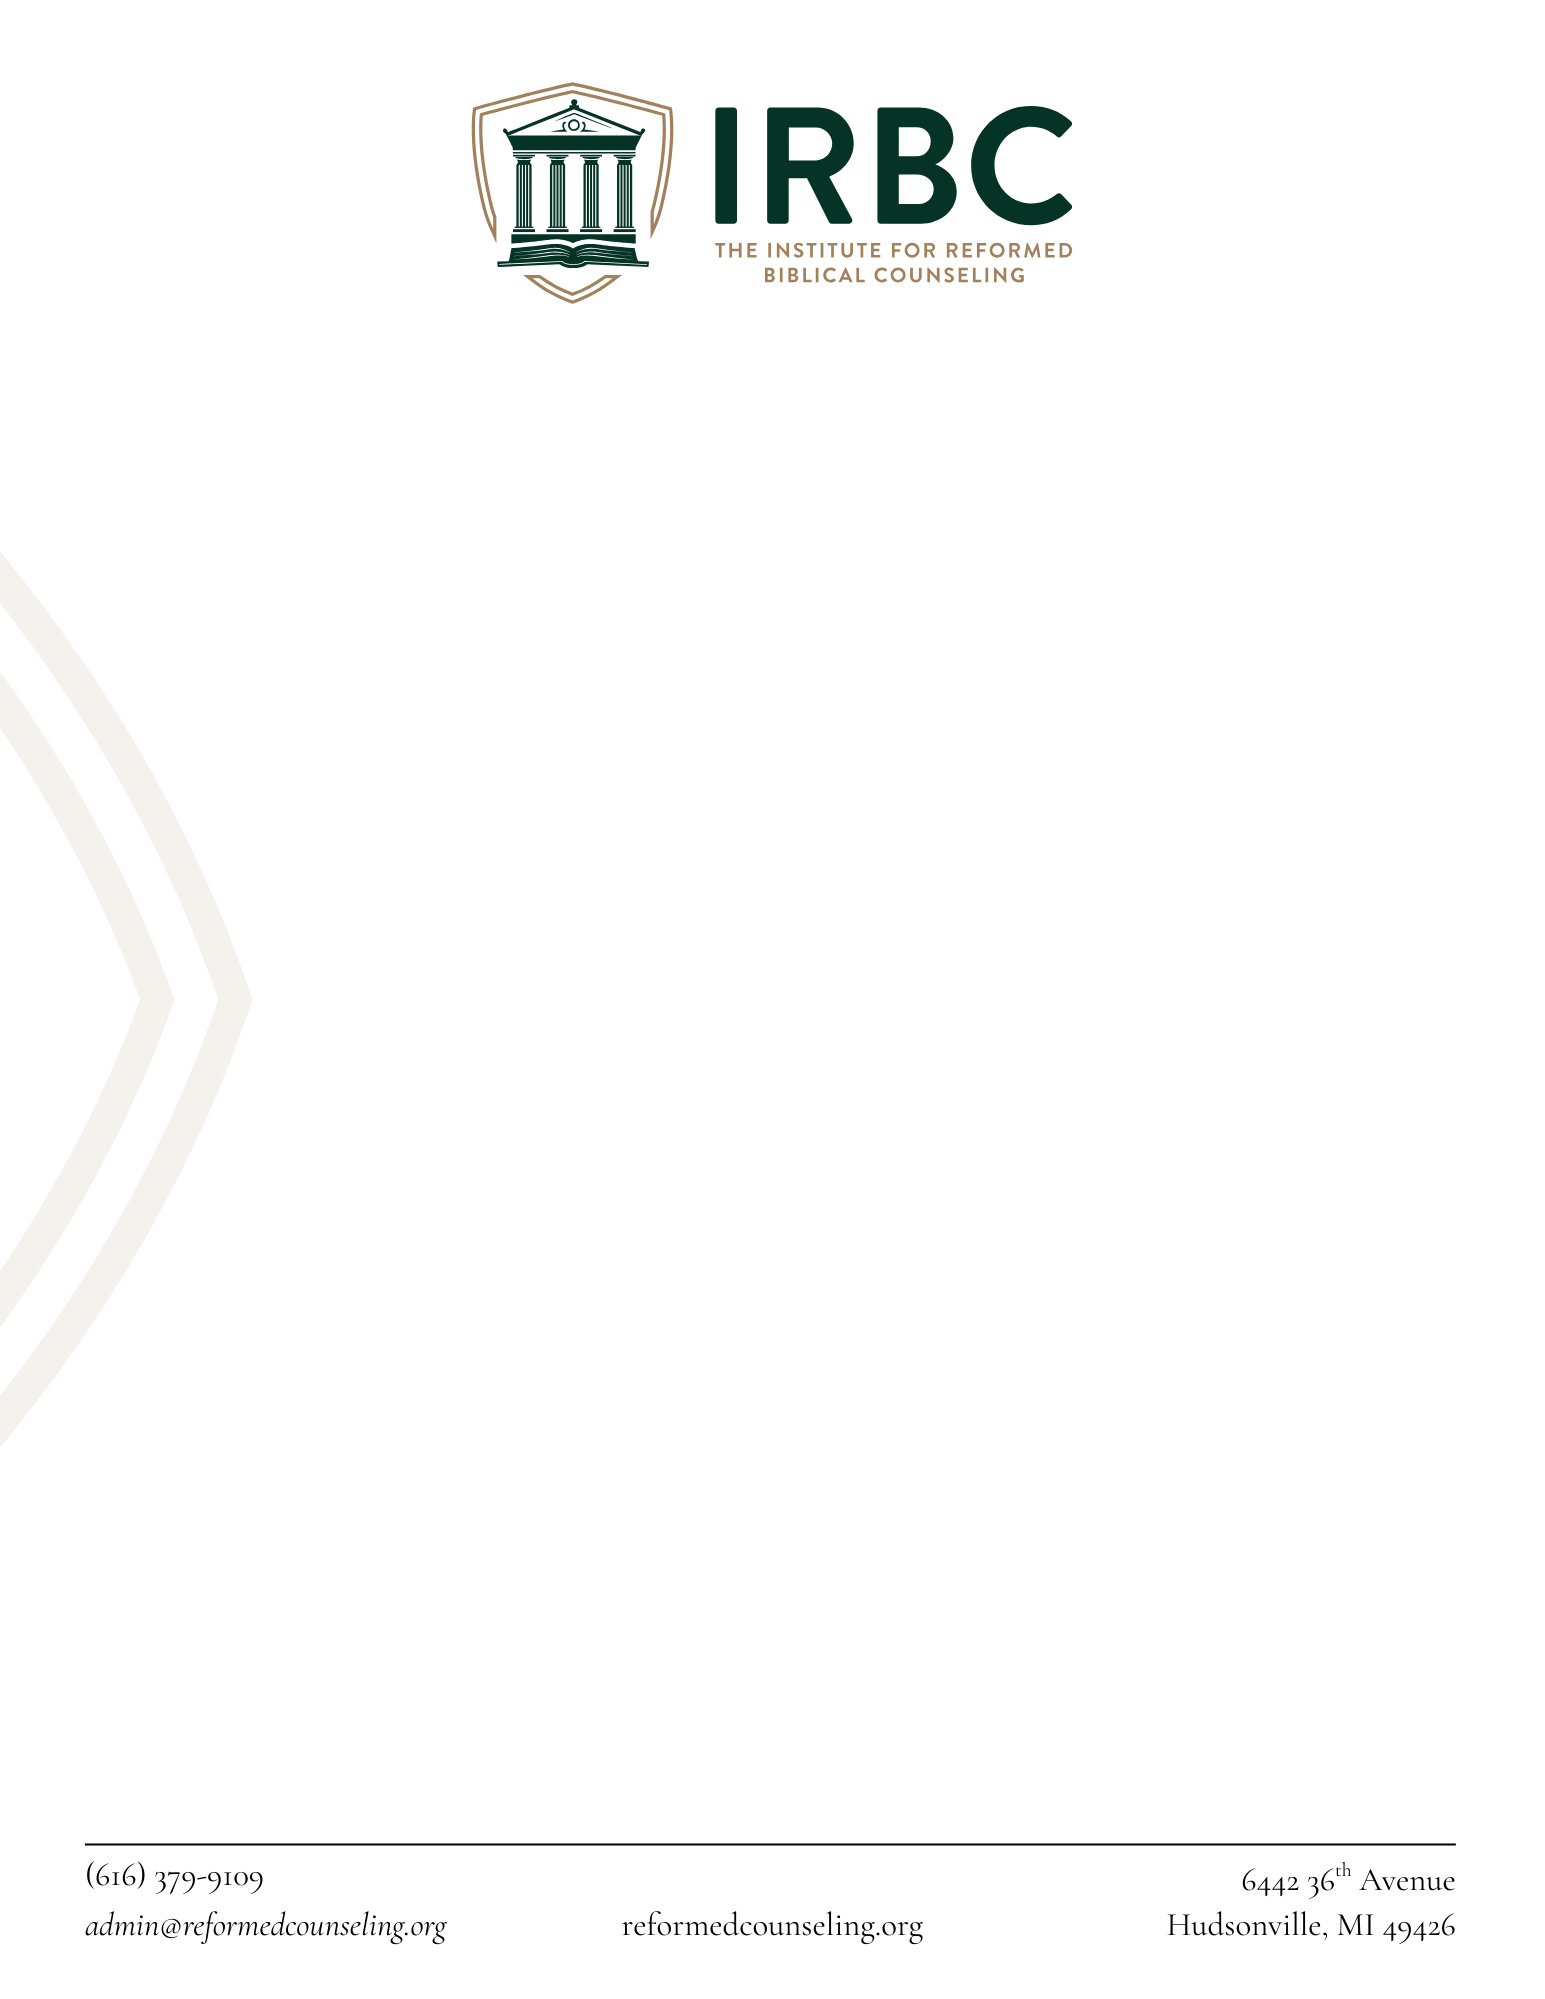 IRBC
THE INSTITUTE FOR REFORMED
BIBLICAL COUNSELING
(616) 379-9109
admin@reformedcounseling.org
reformedcounseling.org
6442 36th Avenue
Hudsonville, MI 49426